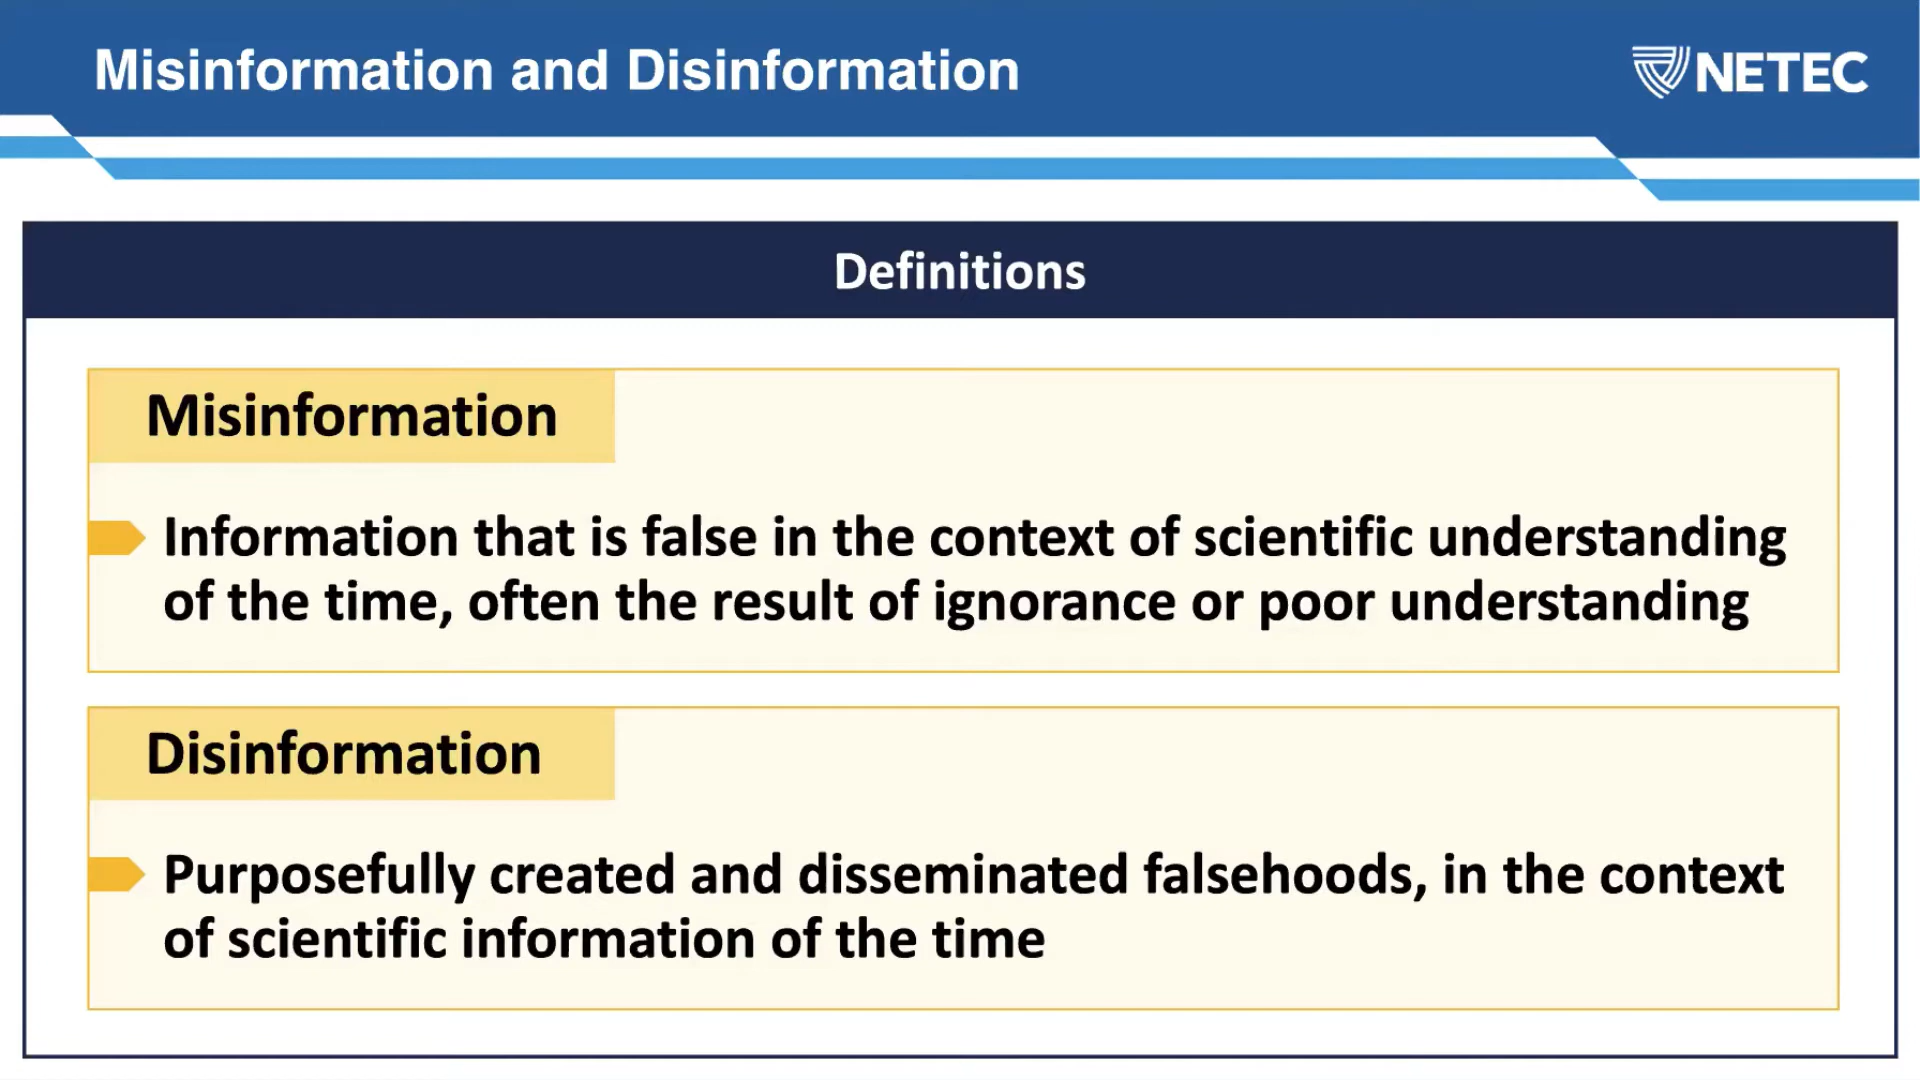 Misinformation and Disinformation
NETEC
Definitions
Misinformation
Information that is false in the context of scientific understanding
of the time, often the result of ignorance or poor understanding
Disinformation
Purposefully created and disseminated falsehoods, in the context
of scientific information of the time